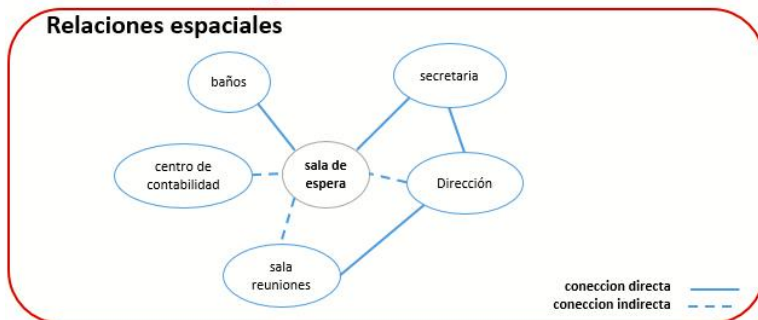 Relaciones espaciales
baños
secretaria
centro de
contabilidad
sala de
espera
Dirección
sala
reuniones
coneccion directa
coneccion indirecta